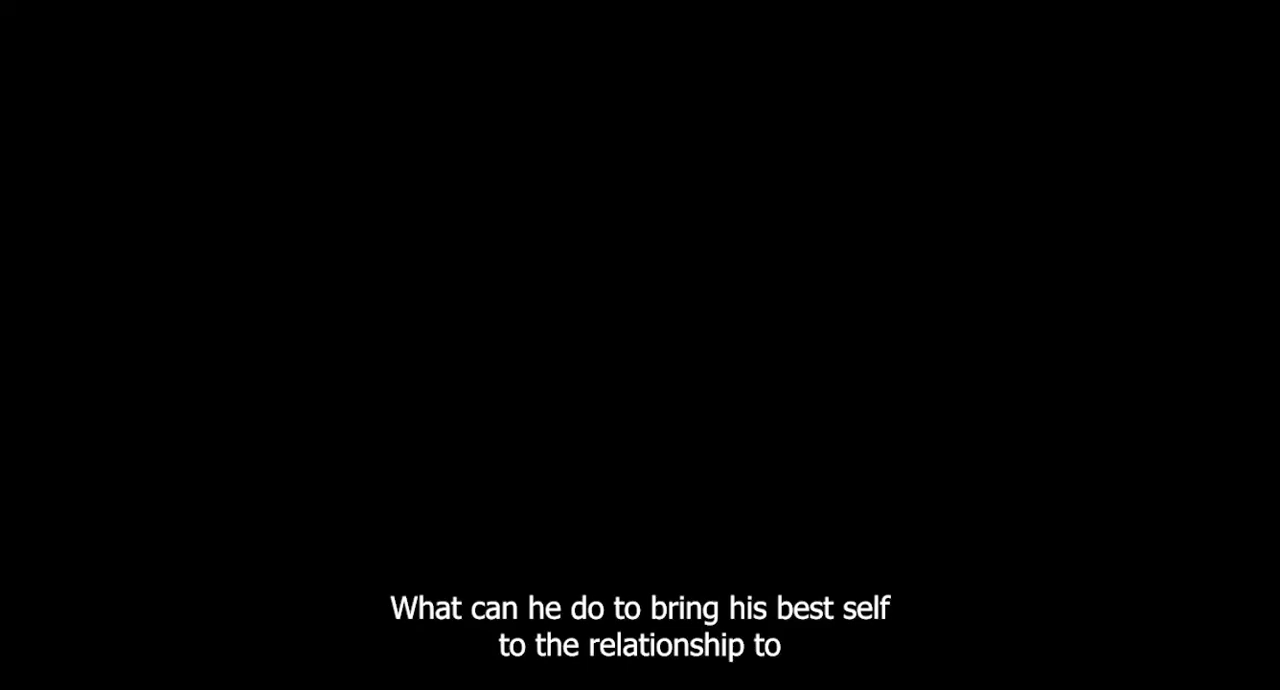 What can he do to bring his best self
to the relationship to